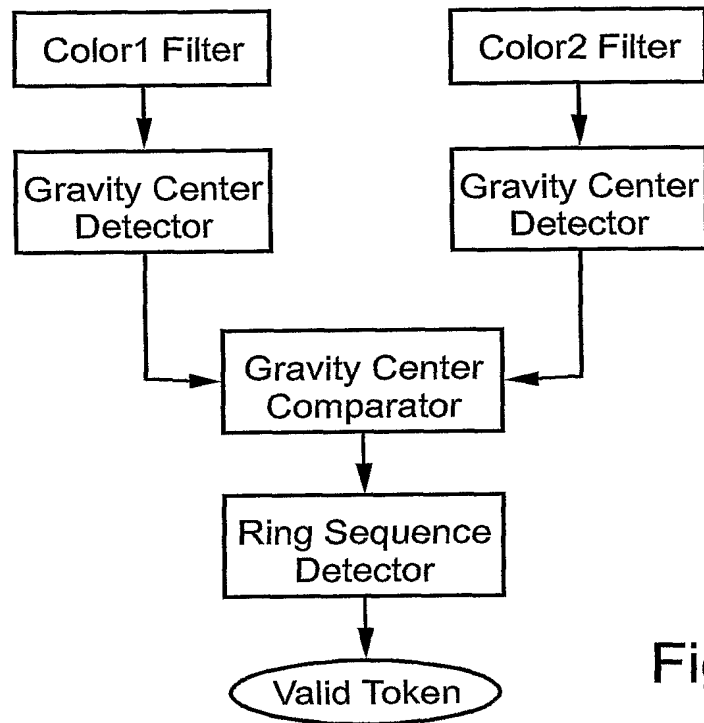 Color1 Filter
Color2 Filter
Gravity Center
Detector
Gravity Center
Detector
Gravity Center
Comparator
Ring Sequence
Detector
Valid Token